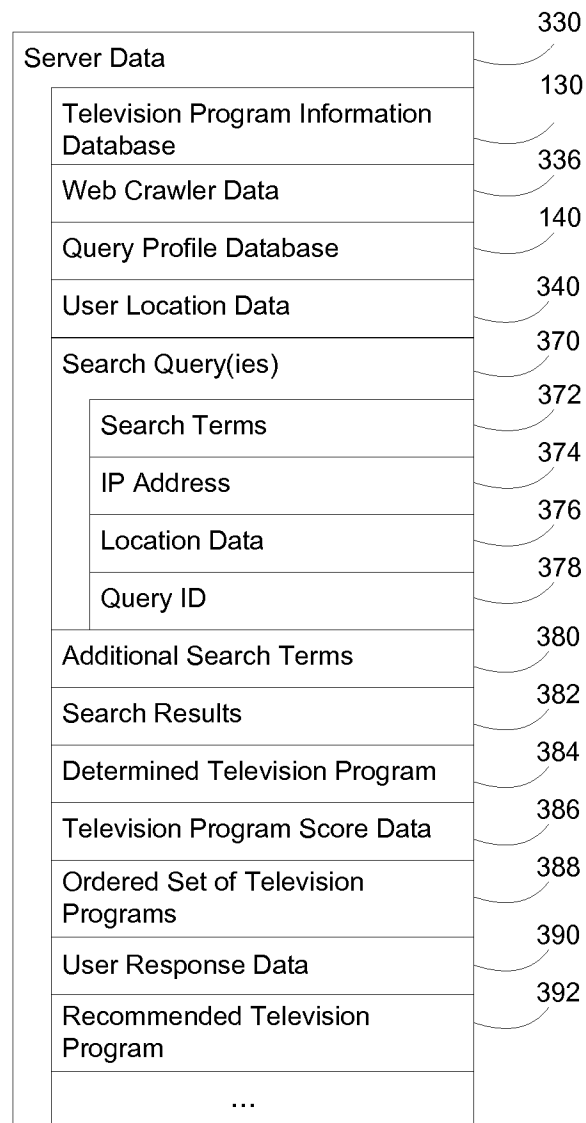 330
Server Data
130
Television Program Information
Database
336
Web Crawler Data
140
Query Profile Database
340
User Location Data
370
Search Query(ies)
372
Search Terms
374
IP Address
376
Location Data
378
Query ID
380
Additional Search Terms
382
Search Results
384
Determined Television Program
386
Television Program Score Data
388
Ordered Set of Television
Programs
390
User Response Data
392
Recommended Television
Program
...